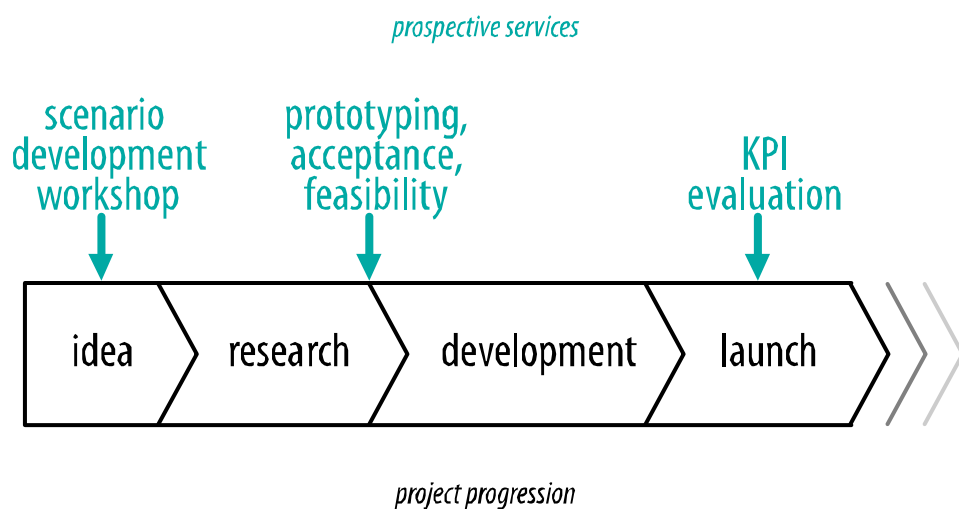 prospective services
scenario
development
workshop
prototyping,
acceptance,
feasibility
KPI
evaluation
idea
research
development
launch
project progression